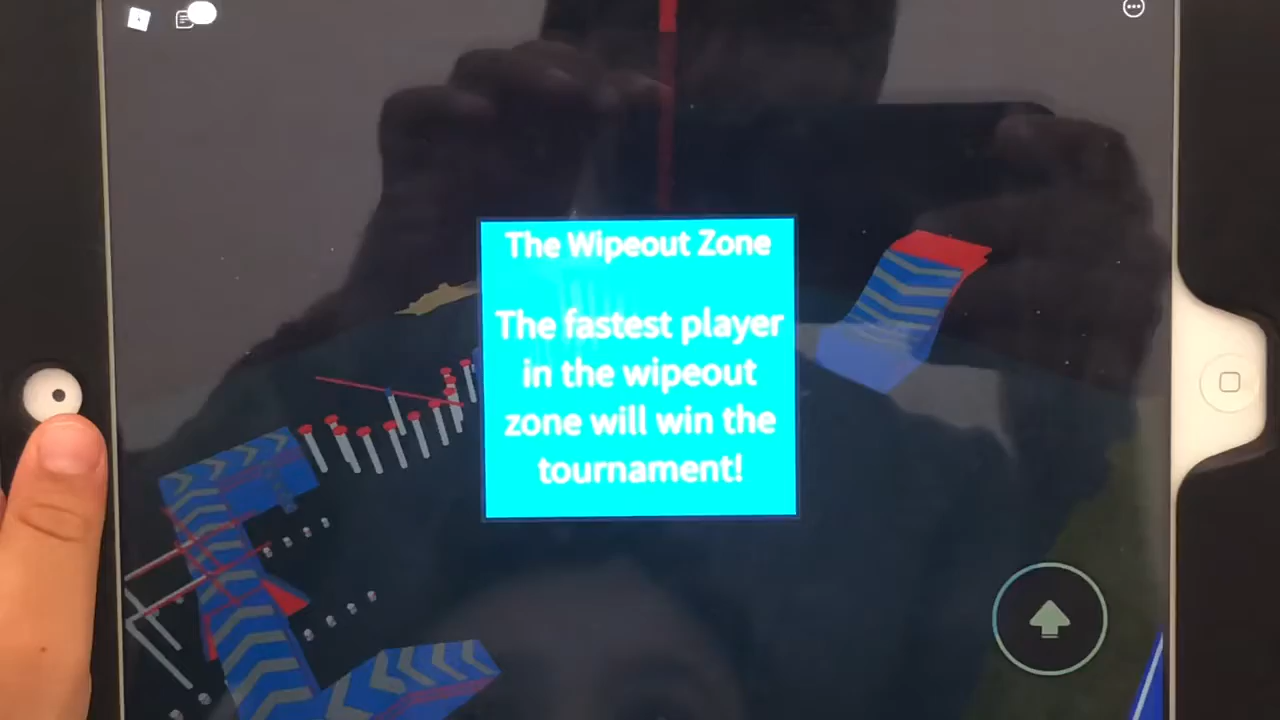 The Wipeout Zone
The fastest player
in the wipeout
zone will win the
tournament!